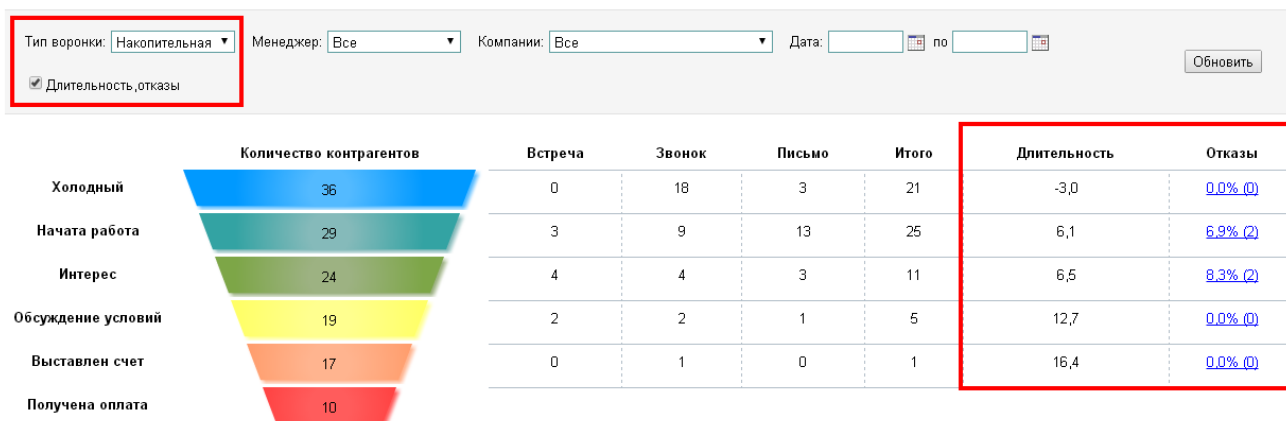 Тип воронки: Накопительная Менеджер: Все Компании: Все Дата: по
Обновить
Длительность,отказы
Количество контрагентов Встреча Звонок Письмо Итого Длительность Отказы
Холодный 36 0 18 3 21 -3,0 0,0% (0)
Начата работа 29 3 9 13 25 6,1 6,9% (2)
Интерес 24 4 4 3 11 6,5 8,3% (2)
Обсуждение условий 19 2 2 1 5 12,7 0,0% (0)
Выставлен счет 17 0 1 0 1 16,4 0,0% (0)
Получена оплата 10